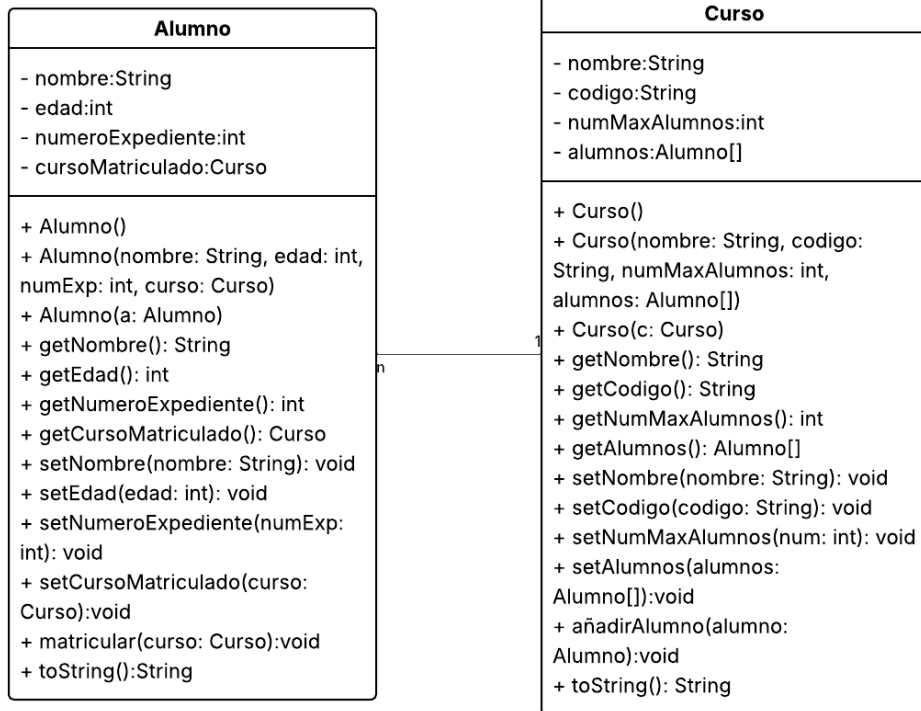 Alumno
- nombre:String
- edad:int
- numeroExpediente:int
- cursoMatriculado:Curso
+ Alumno()
+ Alumno(nombre: String, edad: int,
numExp: int, curso: Curso)
+ Alumno(a: Alumno)
+ getNombre(): String
+ getEdad(): int
+ getNumeroExpediente(): int
+ getCursoMatriculado(): Curso
+ setNombre(nombre: String): void
+ setEdad(edad: int): void
+ setNumeroExpediente(numExp:
int): void
+ setCursoMatriculado(curso:
Curso):void
+ matricular(curso: Curso):void
+ toString():String
n
1
Curso
- nombre:String
- codigo:String
- numMaxAlumnos:int
- alumnos:Alumno[]
+ Curso()
+ Curso(nombre: String, codigo:
String, numMaxAlumnos: int,
alumnos: Alumno[])
+ Curso(c: Curso)
+ getNombre(): String
+ getCodigo(): String
+ getNumMaxAlumnos(): int
+ getAlumnos(): Alumno[]
+ setNombre(nombre: String): void
+ setCodigo(codigo: String): void
+ setNumMaxAlumnos(num: int): void
+ setAlumnos(alumnos:
Alumno[]):void
+ añadirAlumno(alumno:
Alumno):void
+ toString(): String